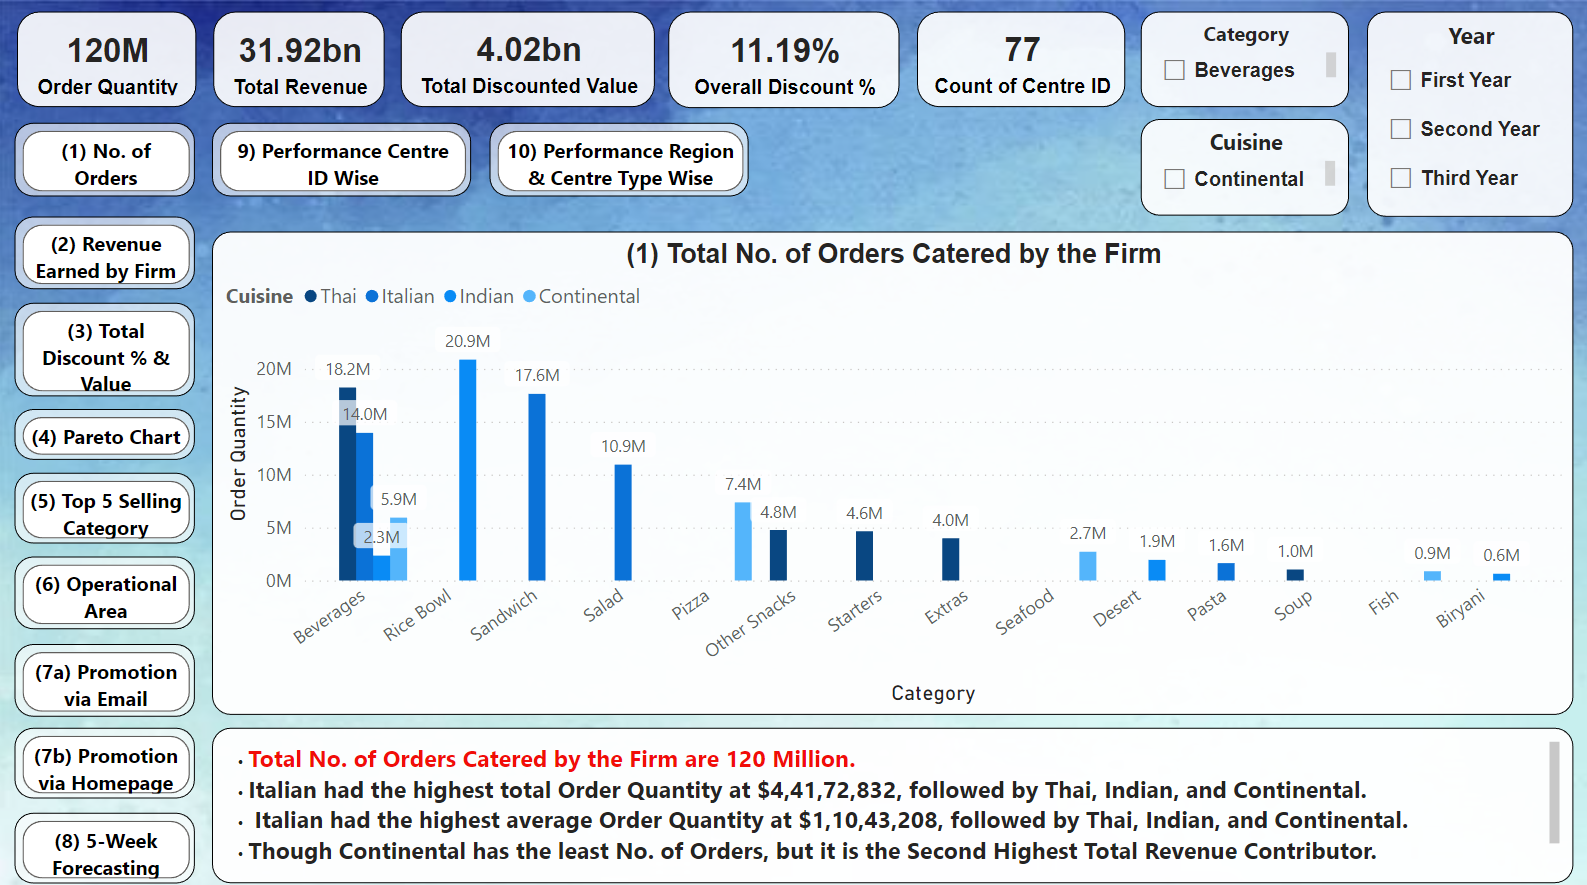 120M
Order Quantity
31.92bn
Total Revenue
4.02bn
Total Discounted Value
11.19%
Overall Discount %
77
Count of Centre ID
Category
Beverages
Year
First Year
Second Year
Third Year
Cuisine
Continental
(1) No. of
Orders
9) Performance Centre
ID Wise
10) Performance Region
& Centre Type Wise
(2) Revenue
Earned by Firm
(3) Total
Discount % &
Value
(4) Pareto Chart
(5) Top 5 Selling
Category
(6) Operational
Area
(7a) Promotion
via Email
(7b) Promotion
via Homepage
(8) 5-Week
Forecasting
(1) Total No. of Orders Catered by the Firm
Cuisine Thai Italian Indian Continental
Order Quantity
20M
15M
10M
5M
0M
18.2M
14.0M
2.3M
5.9M
20.9M
17.6M
10.9M
7.4M
4.8M
4.6M
4.0M
2.7M
1.9M
1.6M
1.0M
0.9M
0.6M
Beverages
Rice Bowl
Sandwich
Salad
Pizza
Other Snacks
Starters
Extras
Seafood
Desert
Pasta
Soup
Fish
Biryani
Category
• Total No. of Orders Catered by the Firm are 120 Million.
• Italian had the highest total Order Quantity at $4,41,72,832, followed by Thai, Indian, and Continental.
• Italian had the highest average Order Quantity at $1,10,43,208, followed by Thai, Indian, and Continental.
• Though Continental has the least No. of Orders, but it is the Second Highest Total Revenue Contributor.